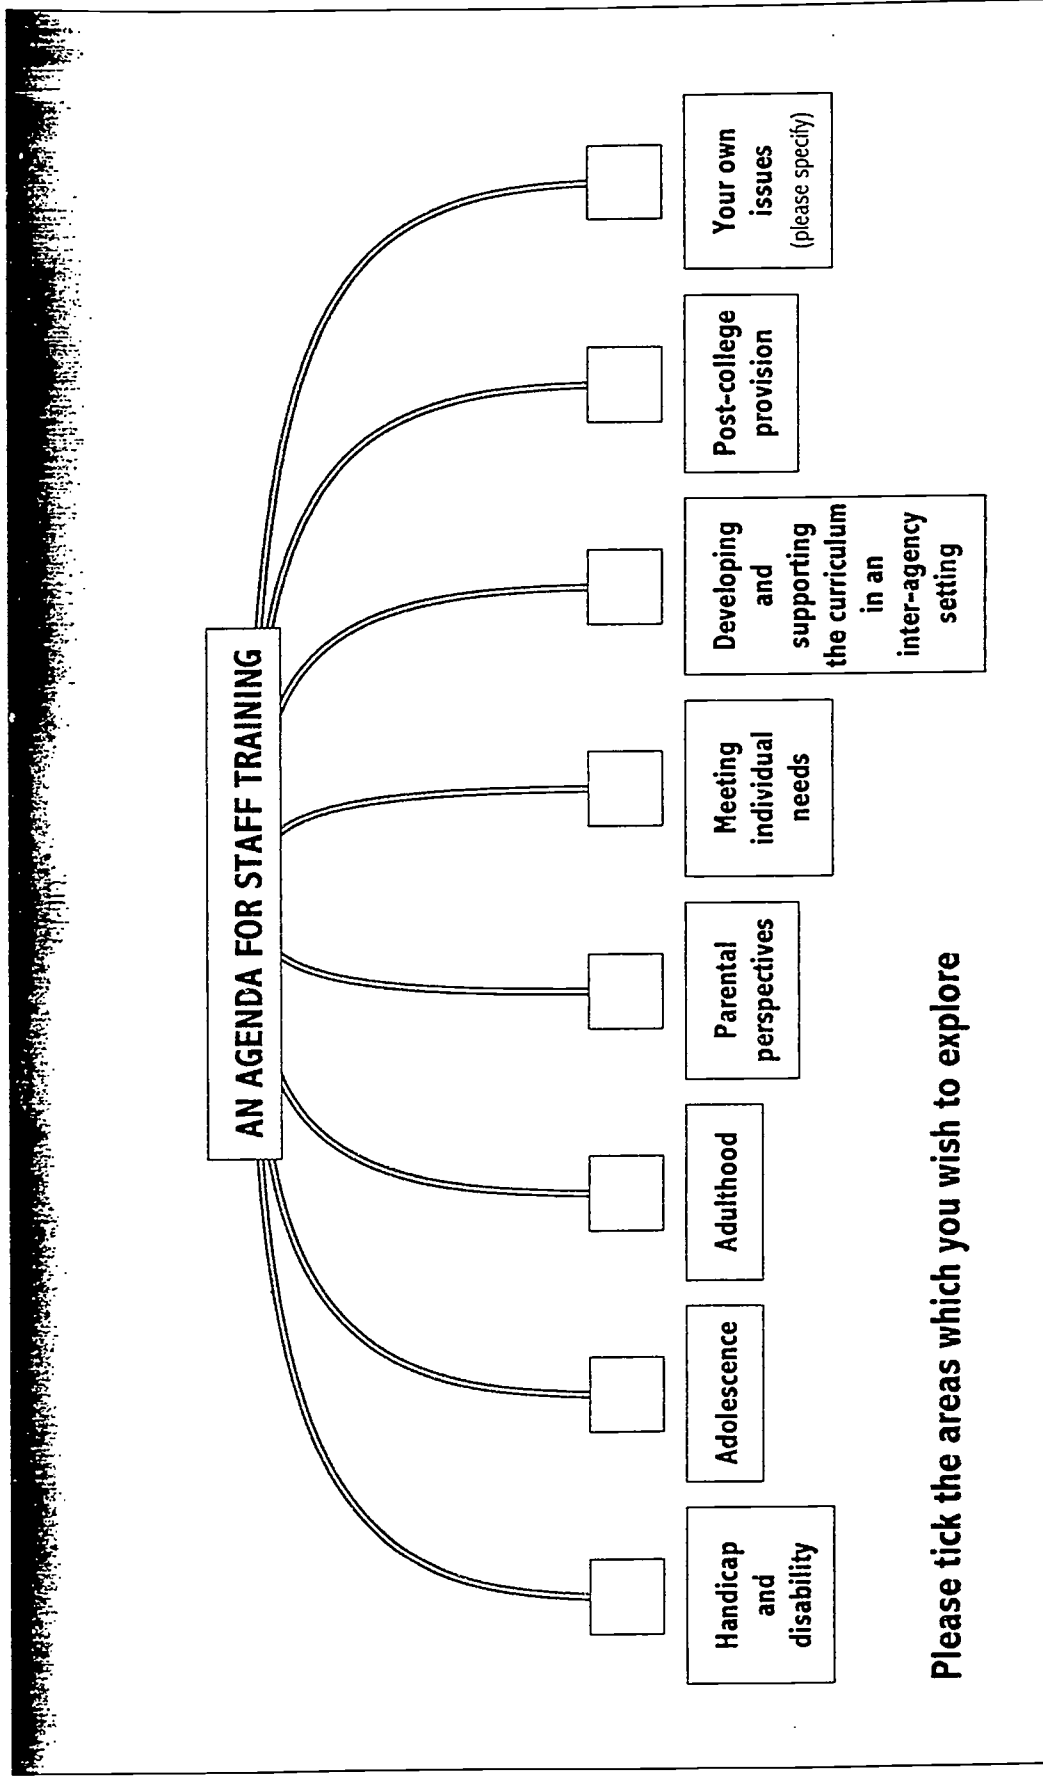 AN AGENDA FOR STAFF TRAINING
Handicap
and
disability
Adolescence
Adulthood
Parental
perspectives
Meeting
individual
needs
Developing
and
supporting
the curriculum
in an
inter-agency
setting
Post-college
provision
Your own
issues
(please specify)
Please tick the areas which you wish to explore